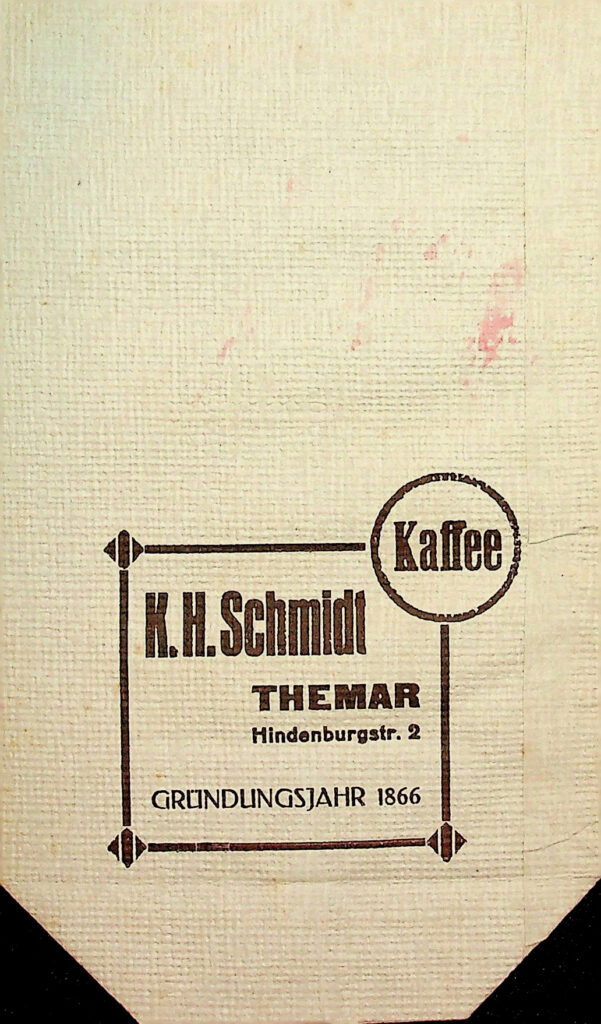 Kaffee
K. H. Schmidt
THEMAR
Hindenburgstr. 2
GRÜNDUNGSJAHR 1866